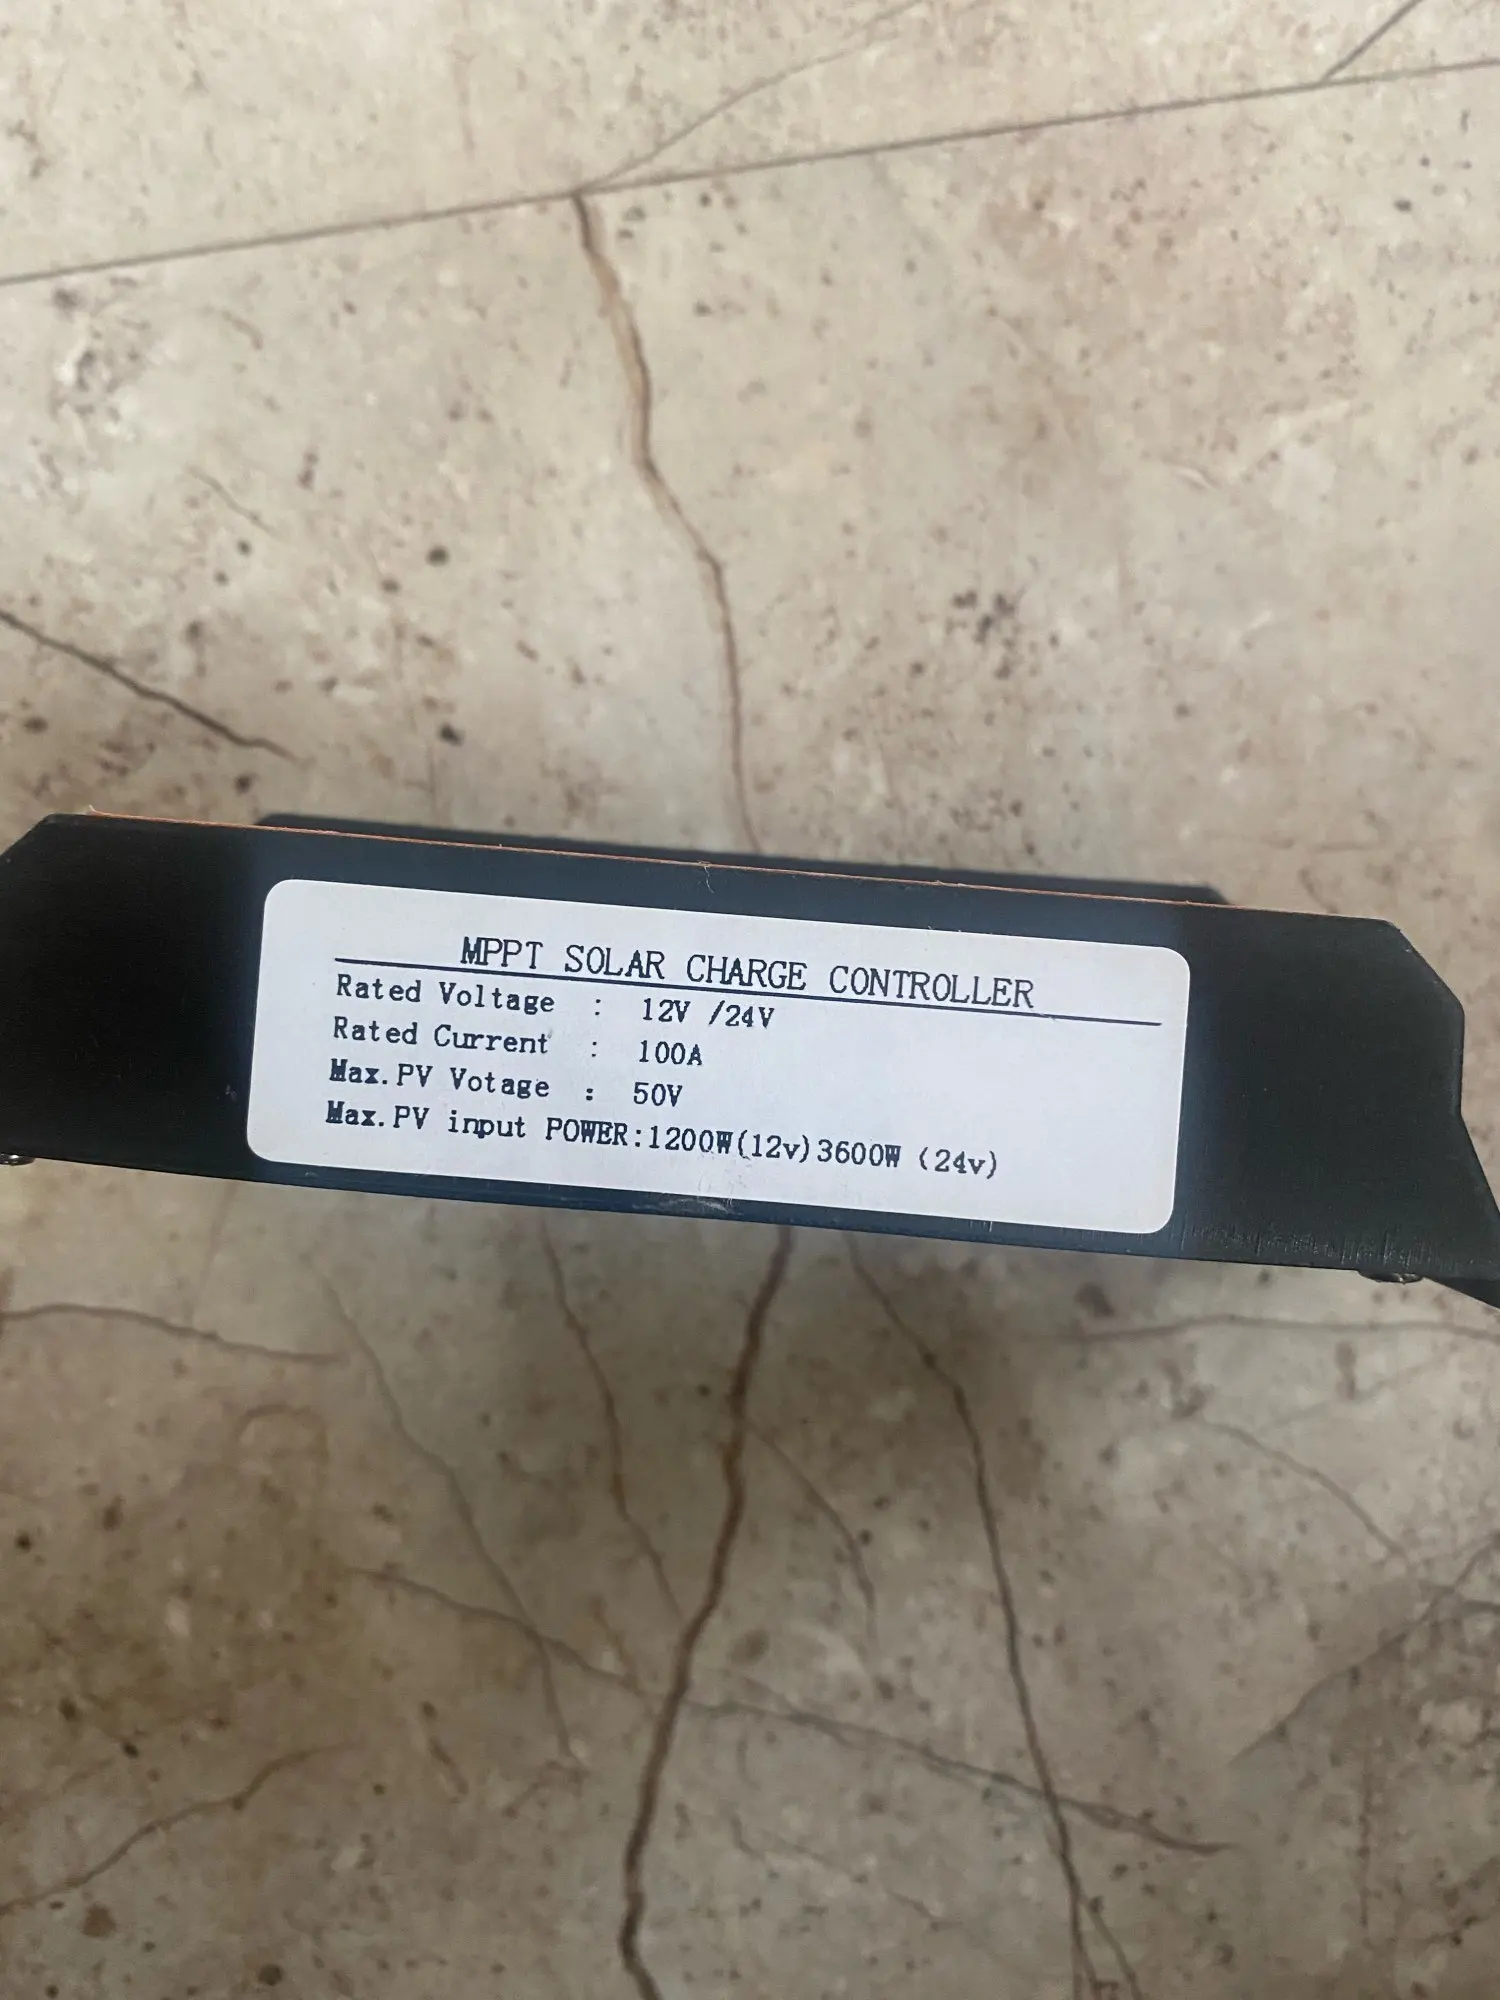 MPPT SOLAR CHARGE CONTROLLER
Rated Voltage : 12V /24V
Rated Current : 100A
Max.PV Votage : 50V
Max.PV input POWER:1200W(12v)3600W (24v)